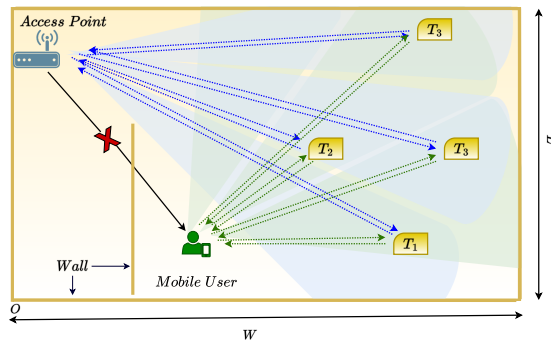 Access Point
T₃
T₂
T₃
T₁
Wall
Mobile User
O
W